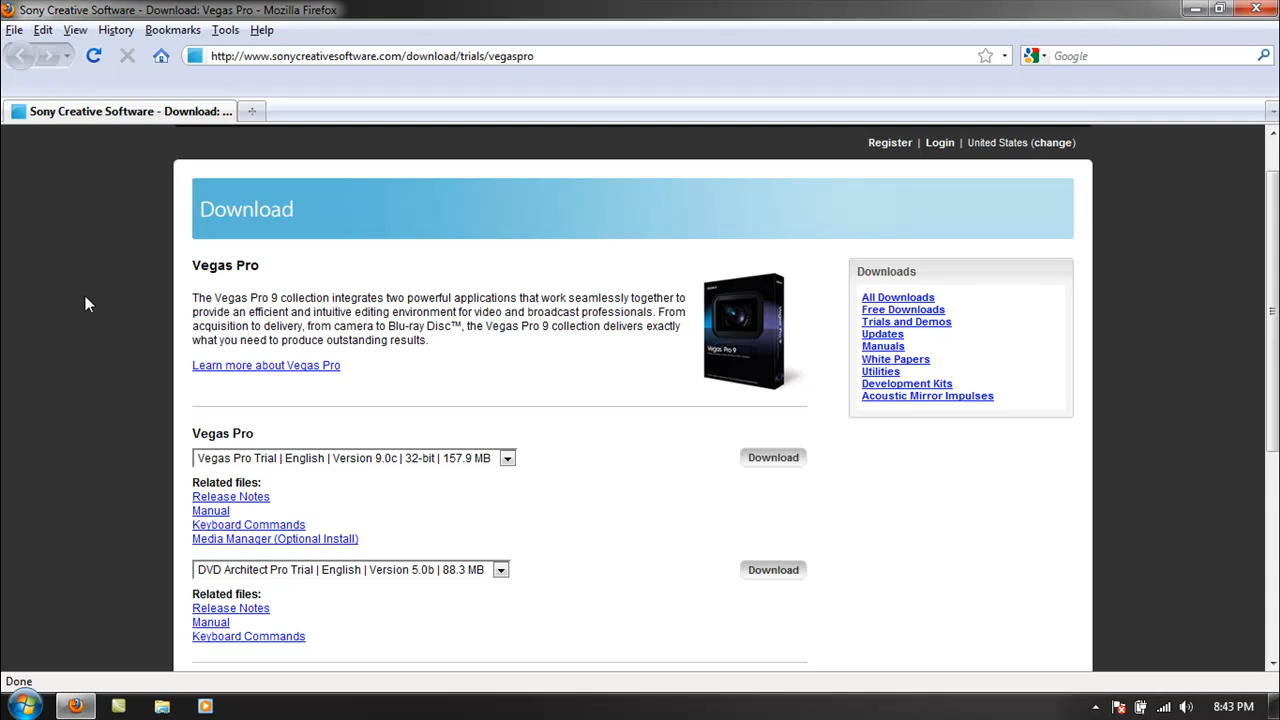 Sony Creative Software - Download: Vegas Pro - Mozilla Firefox
File Edit View History Bookmarks Tools Help
http://www.sonycreativesoftware.com/download/trials/vegaspro
Google
Sony Creative Software - Download: ...
Register | Login | United States (change)
Download
Vegas Pro
The Vegas Pro 9 collection integrates two powerful applications that work seamlessly together to
provide an efficient and intuitive editing environment for video and broadcast professionals. From
acquisition to delivery, from camera to Blu-ray Disc™, the Vegas Pro 9 collection delivers exactly
what you need to produce outstanding results.
Learn more about Vegas Pro
SONY
Vegas Pro 9
Downloads
All Downloads
Free Downloads
Trials and Demos
Updates
Manuals
White Papers
Utilities
Development Kits
Acoustic Mirror Impulses
Vegas Pro
Vegas Pro Trial | English | Version 9.0c | 32-bit | 157.9 MB
Download
Related files:
Release Notes
Manual
Keyboard Commands
Media Manager (Optional Install)
DVD Architect Pro Trial | English | Version 5.0b | 88.3 MB
Download
Related files:
Release Notes
Manual
Keyboard Commands
Done
8:43 PM